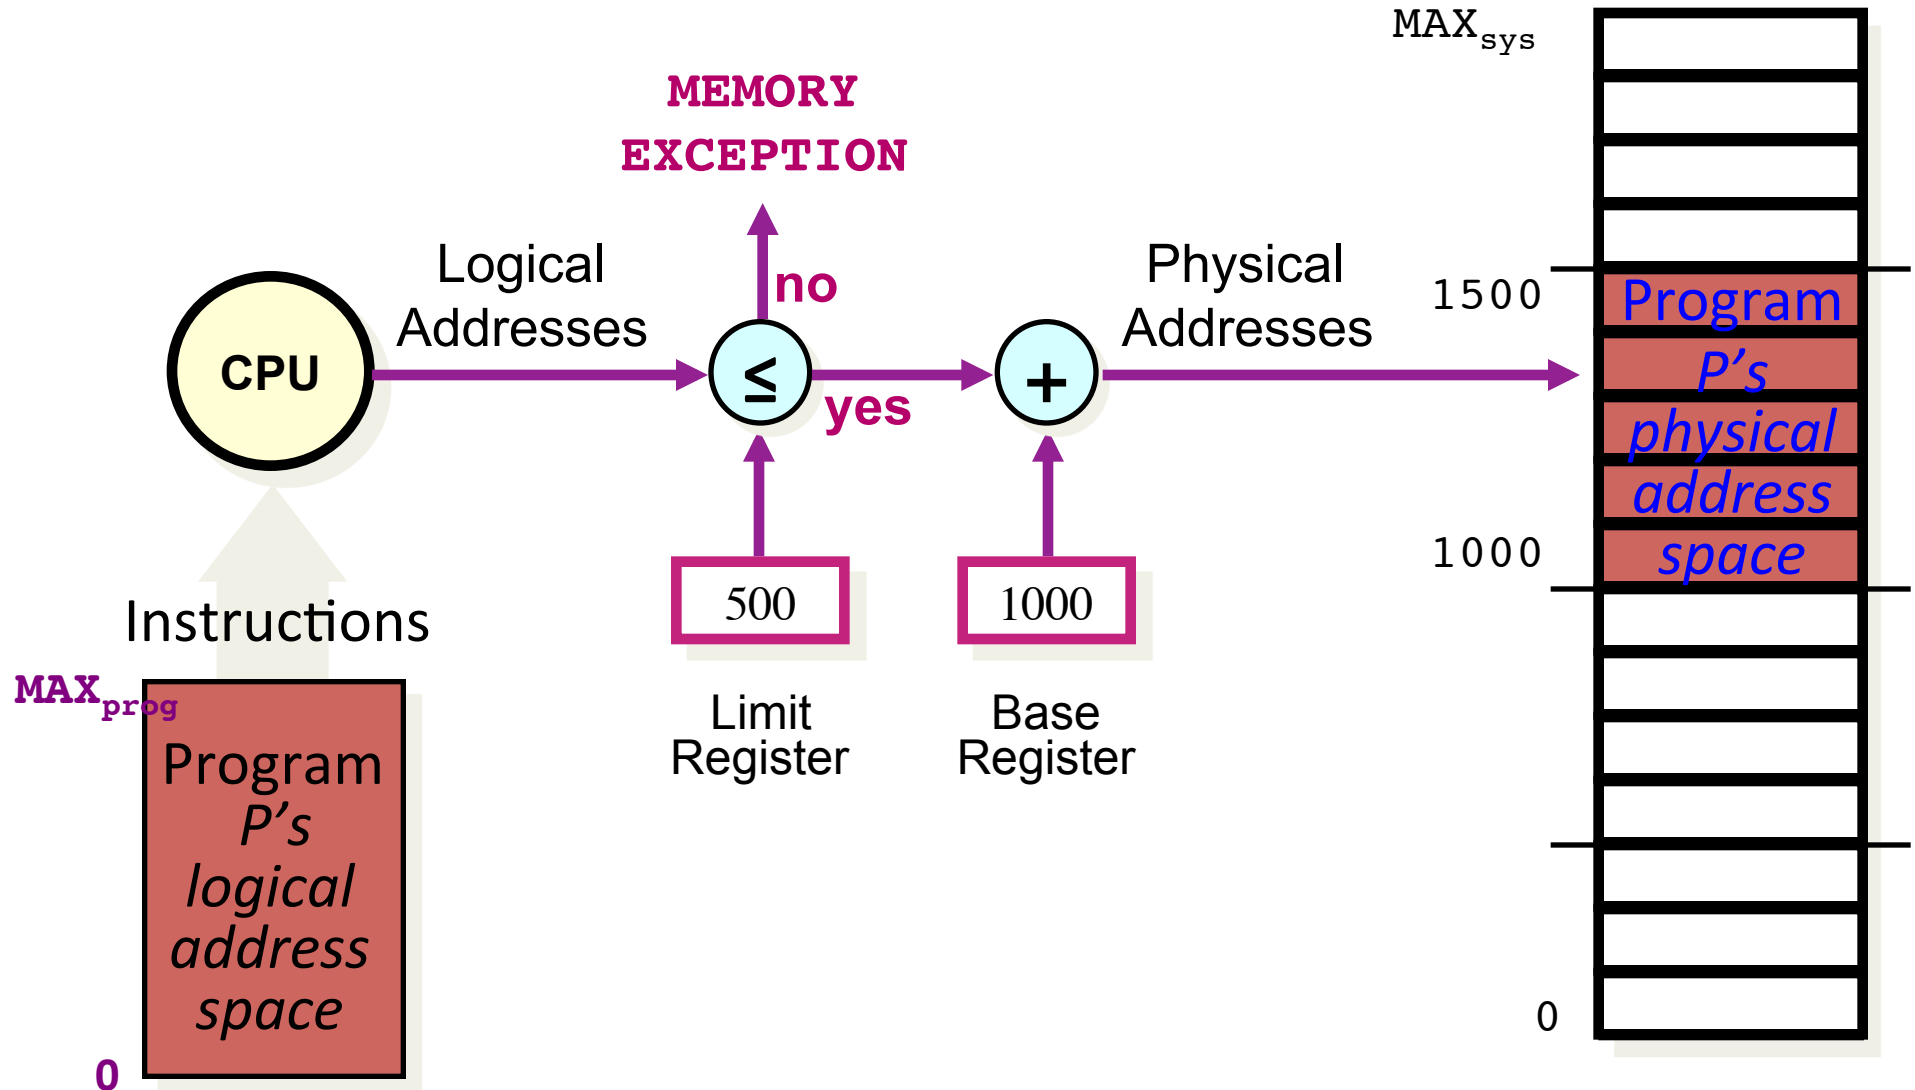 MAXsys
MEMORY
EXCEPTION
Logical
Addresses
no
Physical
Addresses
1500
Program
P's
physical
address
space
CPU
≤
yes
+
1000
500
1000
Instructions
Limit
Register
Base
Register
MAXprog
Program
P's
logical
address
space
0
0